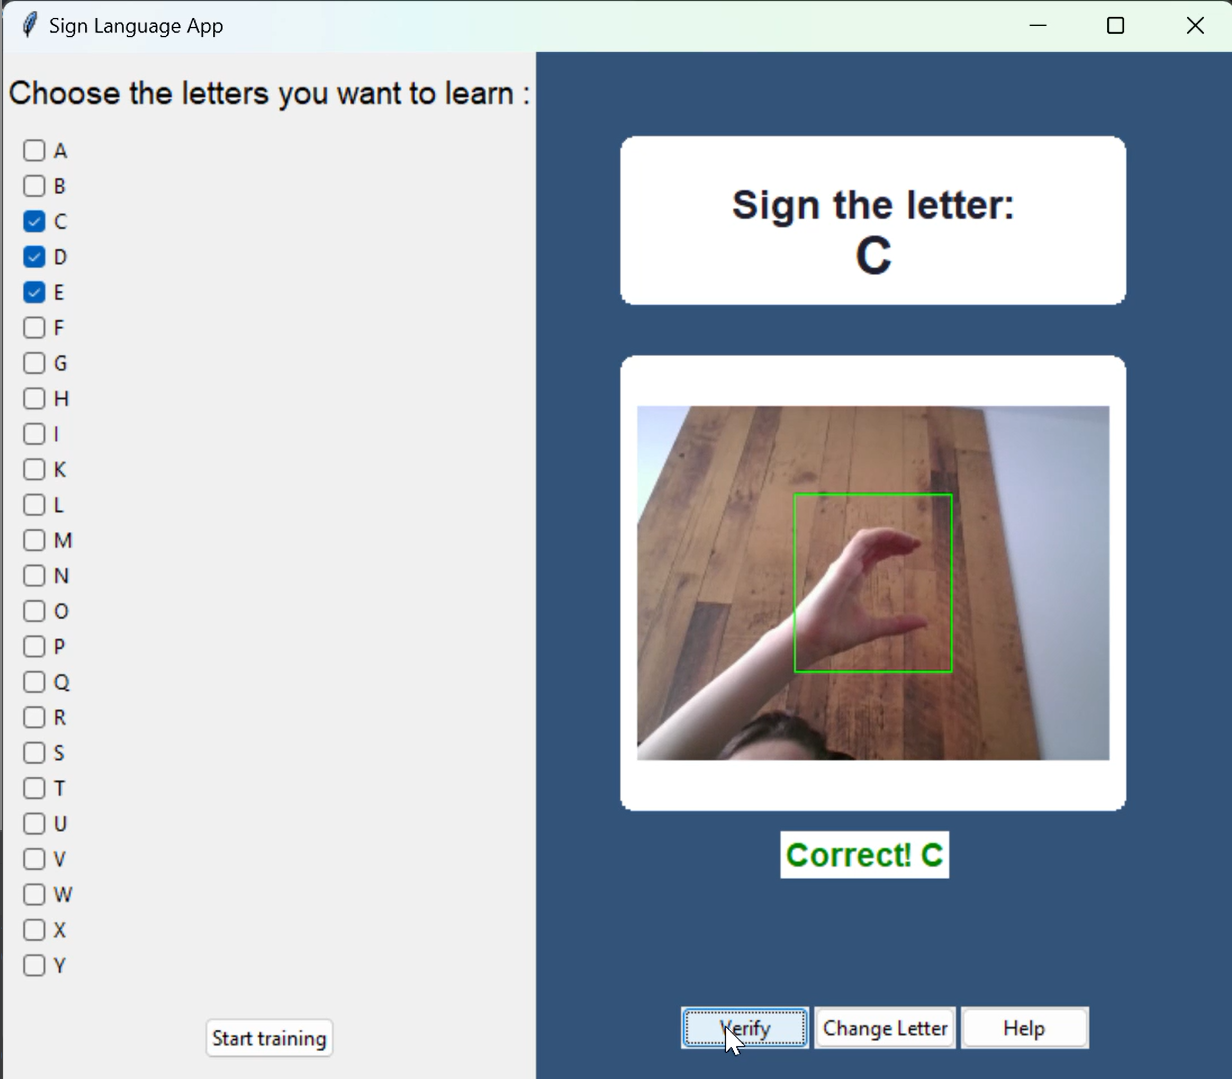 Sign Language App
Choose the letters you want to learn :
A
B
C
D
E
F
G
H
I
K
L
M
N
O
P
Q
R
S
T
U
V
W
X
Y
Start training
Sign the letter:
C
Correct! C
Verify
Change Letter
Help